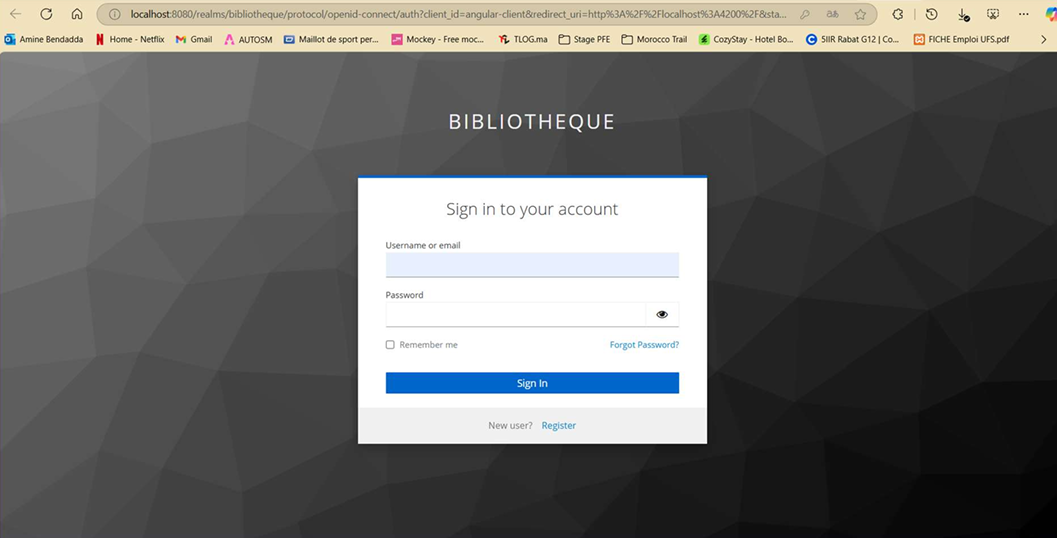 localhost:8080/realms/bibliotheque/protocol/openid-connect/auth?client_id=angular-client&redirect_uri=http%3A%2F%2Flocalhost%3A4200%2F&sta...
Amine Bendadda Home - Netflix Gmail AUTOSM Maillot de sport per... Mockey - Free moc... TLOG.ma Stage PFE Morocco Trail CozyStay - Hotel Bo... 5IIR Rabat G12 | Co... FICHE Emploi UFS.pdf
BIBLIOTHEQUE
Sign in to your account
Username or email
Password
Remember me Forgot Password?
Sign In
New user? Register